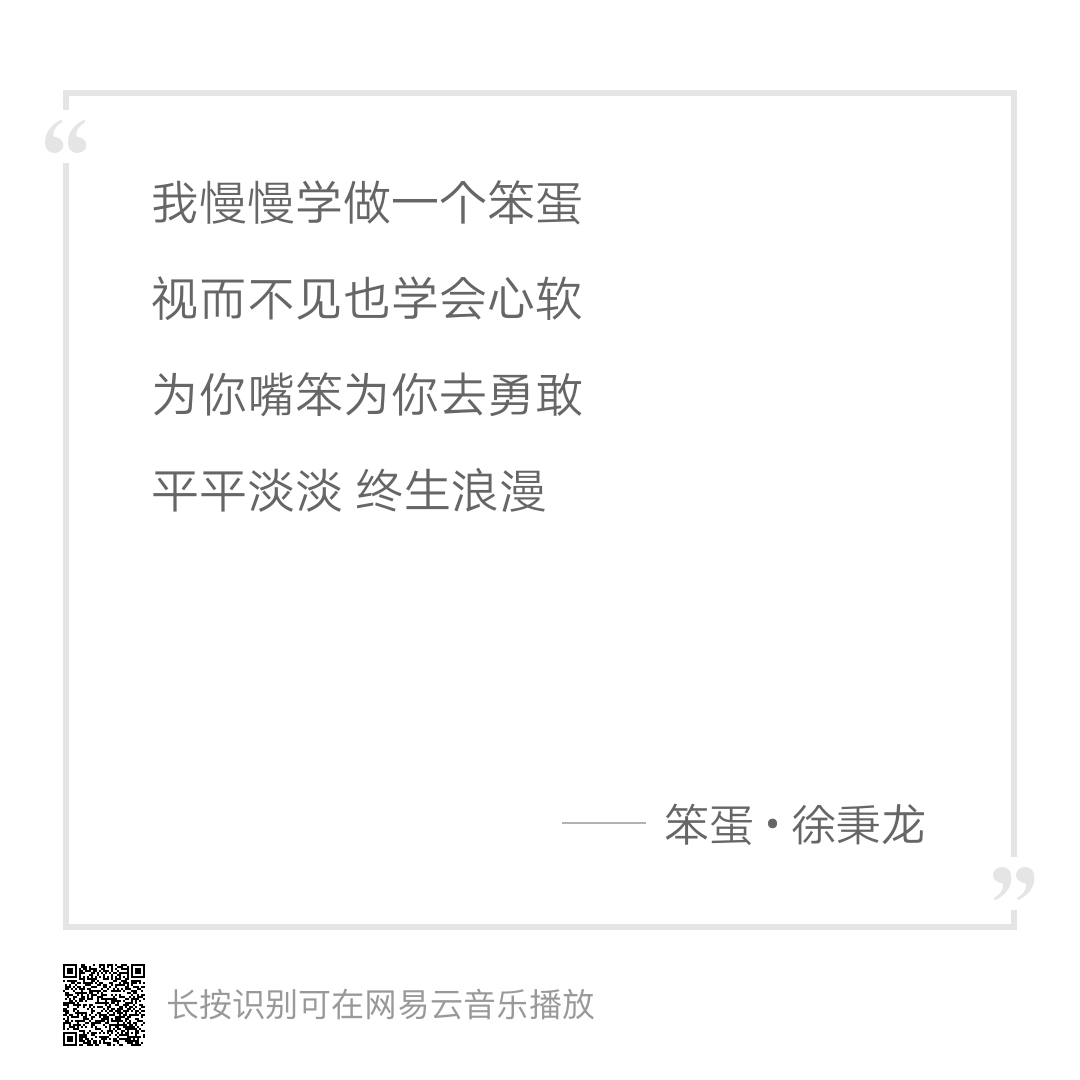 “
我慢慢学做一个笨蛋
视而不见也学会心软
为你嘴笨为你去勇敢
平平淡淡 终生浪漫
—— 笨蛋·徐秉龙
”
长按识别可在网易云音乐播放